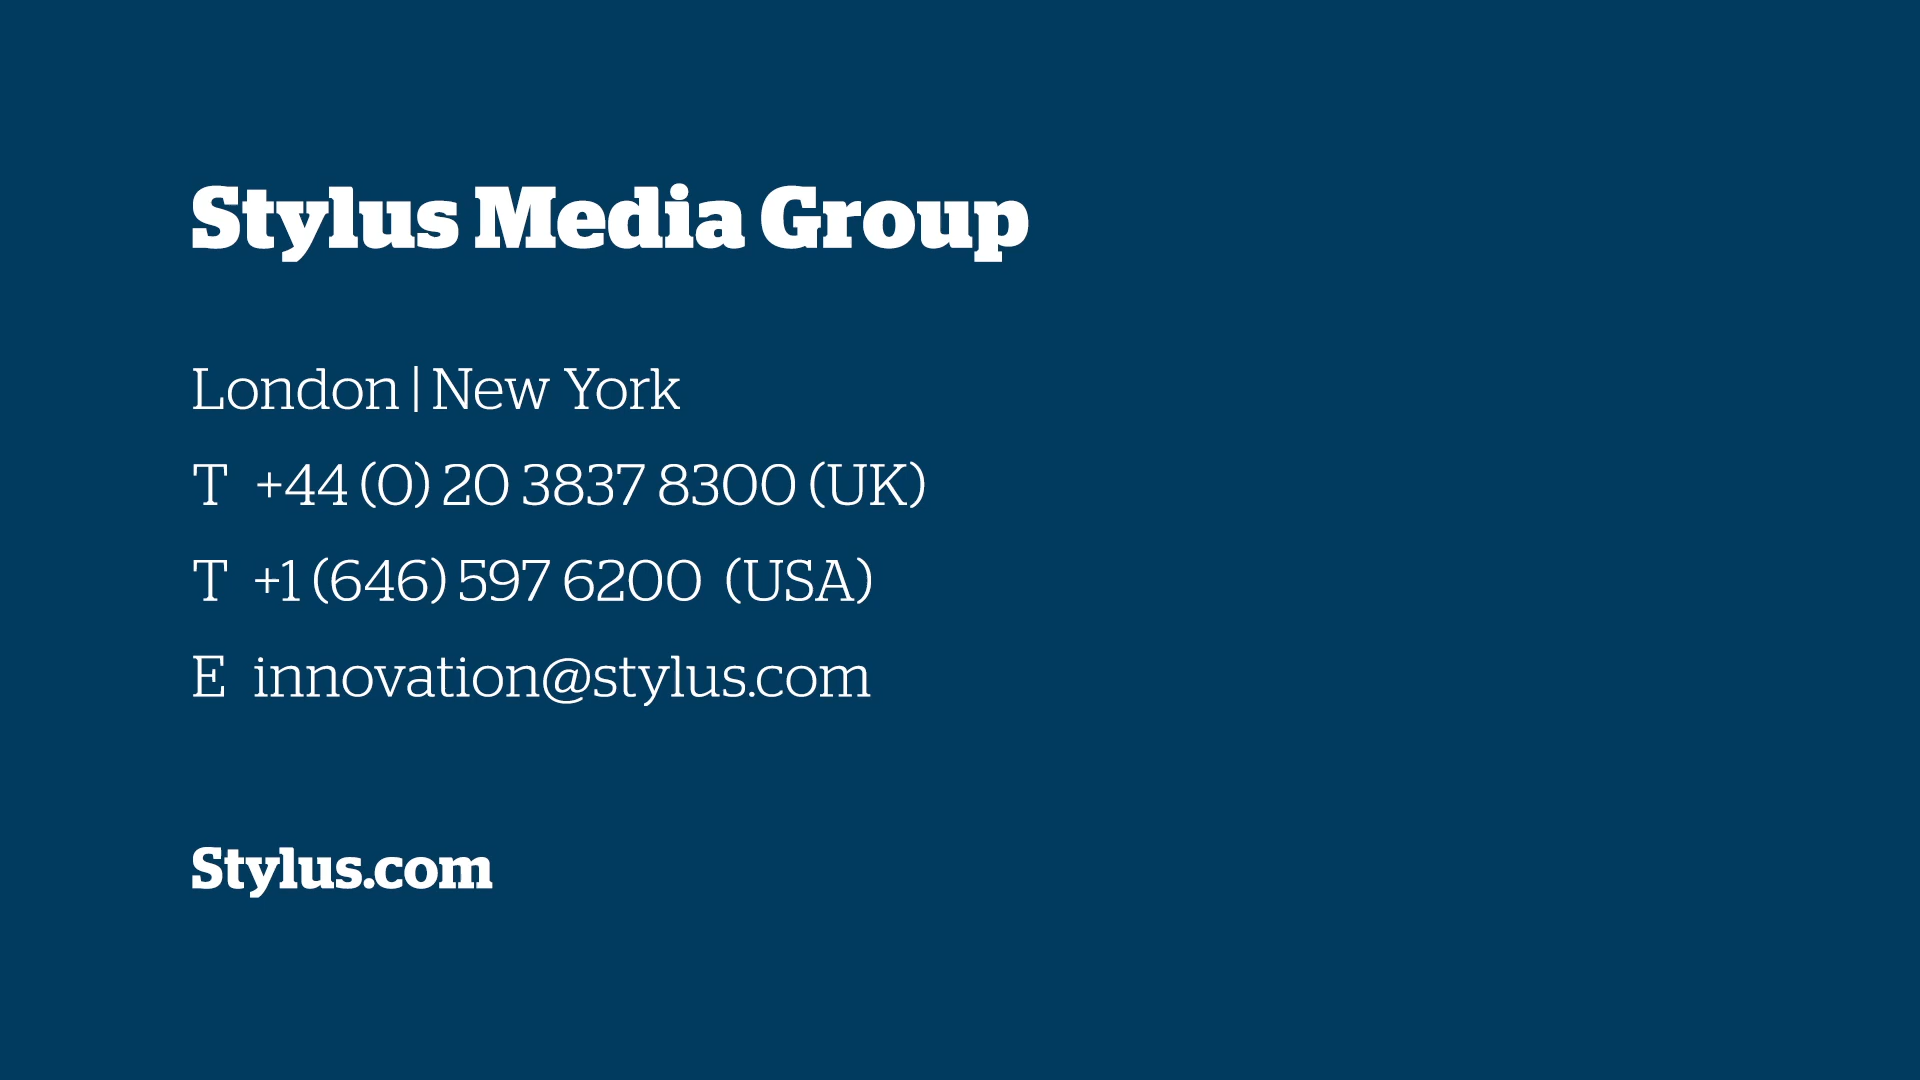 Stylus Media Group
London | New York
T +44 (0) 20 3837 8300 (UK)
T +1 (646) 597 6200 (USA)
E innovation@stylus.com
Stylus.com